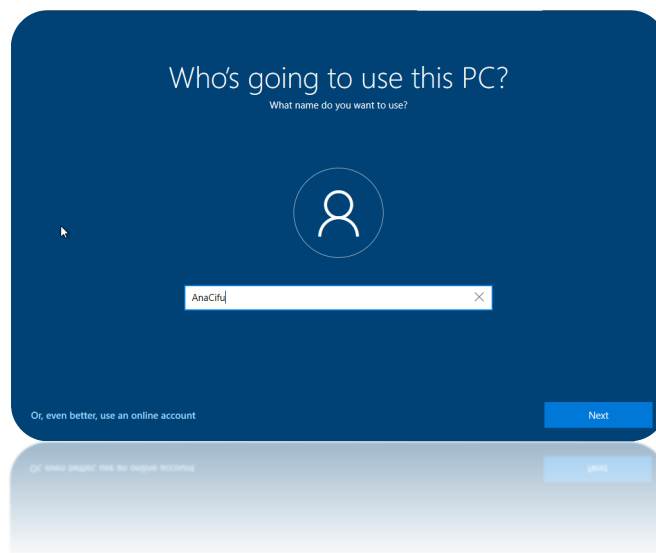 Who's going to use this PC?
What name do you want to use?
AnaCifu
Or, even better, use an online account
Next